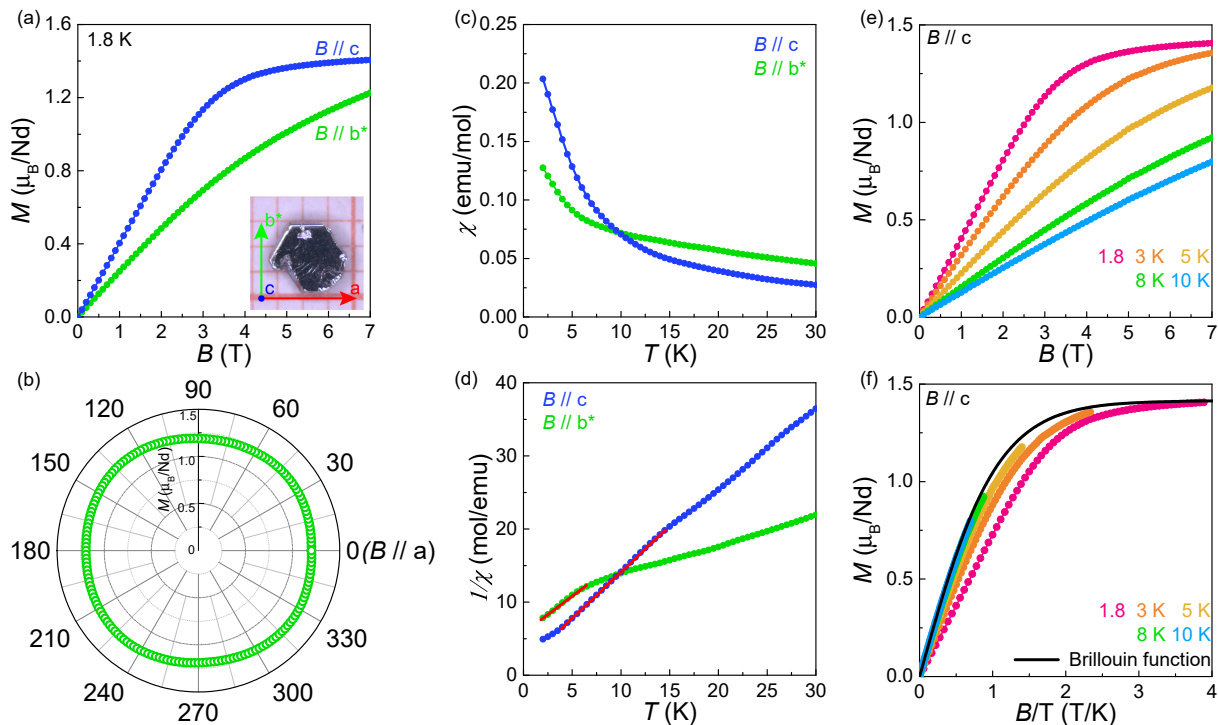 (a)
1.6
1.2
0.8
0.4
0.0
M (μB/Nd)
1.8 K
B // c
B // b*
b*
c
a
0 1 2 3 4 5 6 7
B (T)
(b)
90
120 60
150 30
180 0(B // a)
210 330
240 300
270
1.5
1.0
0.5
0
M (μB/Nd)
(c)
0.25
0.20
0.15
0.10
0.05
0.00
χ (emu/mol)
B // c
B // b*
0 5 10 15 20 25 30
T (K)
(d)
40
30
20
10
0
1/χ (mol/emu)
B // c
B // b*
0 5 10 15 20 25 30
T (K)
(e)
1.5
1.0
0.5
0.0
M (μB/Nd)
B // c
1.8 3 K 5 K
8 K 10 K
0 1 2 3 4 5 6 7
B (T)
(f)
1.5
1.0
0.5
0.0
M (μB/Nd)
B // c
1.8 3 K 5 K
8 K 10 K
Brillouin function
0 1 2 3 4
B/T (T/K)